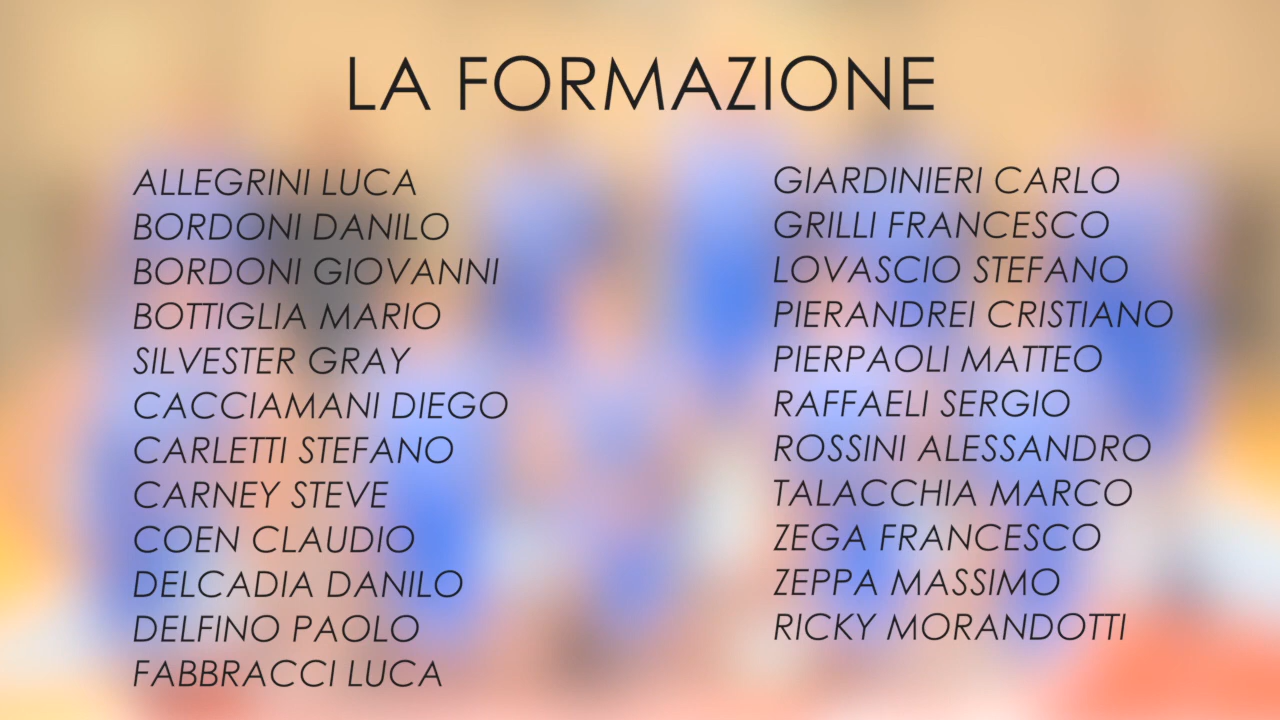 LA FORMAZIONE
ALLEGRINI LUCA
BORDONI DANILO
BORDONI GIOVANNI
BOTTIGLIA MARIO
SILVESTER GRAY
CACCIAMANI DIEGO
CARLETTI STEFANO
CARNEY STEVE
COEN CLAUDIO
DELCADIA DANILO
DELFINO PAOLO
FABBRACCI LUCA
GIARDINIERI CARLO
GRILLI FRANCESCO
LOVASCIO STEFANO
PIERANDREI CRISTIANO
PIERPAOLI MATTEO
RAFFAELI SERGIO
ROSSINI ALESSANDRO
TALACCHIA MARCO
ZEGA FRANCESCO
ZEPPA MASSIMO
RICKY MORANDOTTI